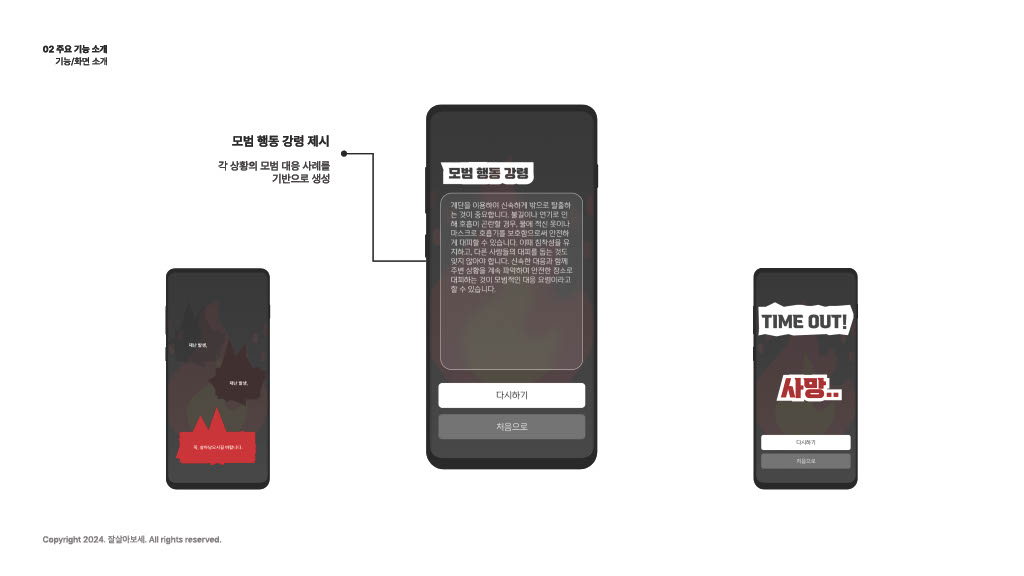 02 주요 기능 소개
기능/화면 소개
모범 행동 강령 제시
각 상황의 모범 대응 사례를
기반으로 생성
모범 행동 강령
계단을 이용하여 신속하게 밖으로 탈출하
는 것이 중요합니다. 불길이나 연기로 인
해 호흡이 곤란할 경우, 물에 적신 옷이나
마스크로 호흡기를 보호함으로써 안전하
게 대피할 수 있습니다. 이때 침착성을 유
지하고, 다른 사람들의 대피를 돕는 것도
잊지 않아야 합니다. 신속한 대응과 함께
주변 상황을 계속 파악하며 안전한 장소로
대피하는 것이 모범적인 대응 요령이라고
할 수 있습니다.
다시하기
처음으로
재난 발생,
재난 발생,
꼭, 살아남으시길 바랍니다.
TIME OUT!
사망..
다시하기
처음으로
Copyright 2024. 잘살아보세. All rights reserved.